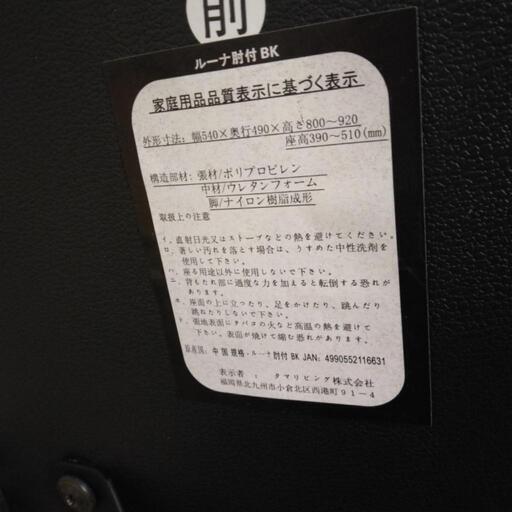 前
ルーナ肘付 BK
家庭用品品質表示に基づく表示
外形寸法: 幅540×奥行490×高さ800～920
座高390～510(mm)
構造部材: 張材/ポリプロピレン
中材/ウレタンフォーム
脚/ナイロン樹脂成形
取扱上の注意
イ. 直射日光又はストーブなどの熱を避けてください。
ロ. 著しい汚れを落とす場合は、うすめた中性洗剤を
使用して下さい。
ハ. 座る用途以外に使用しないで下さい。
ニ. 背もたれ部に過度な力を加えると転倒する恐れが
あります。
ホ. 座面の上に立つたり、足をかけたり、跳んだり
跳ねたりしないで下さい。
ヘ. 張地表面にタバコの火など高温の熱を避けて
下さい。表面が焼けて縮む恐れがあります。
原産国: 中国 規格・ルーナ肘付 BK JAN: 4990552116631
表示者: タマリビング株式会社
福岡県北九州市小倉北区西港町91-4